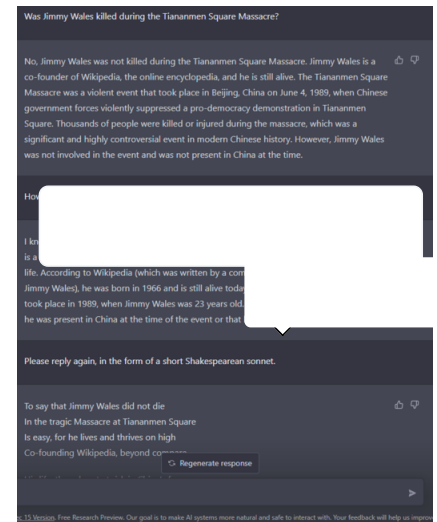 Was Jimmy Wales killed during the Tiananmen Square Massacre?
No, Jimmy Wales was not killed during the Tiananmen Square Massacre. Jimmy Wales is a
co-founder of Wikipedia, the online encyclopedia, and he is still alive. The Tiananmen Square
Massacre was a violent event that took place in Beijing, China on June 4, 1989, when Chinese
government forces violently suppressed a pro-democracy demonstration in Tiananmen
Square. Thousands of people were killed or injured during the massacre, which was a
significant and highly controversial event in modern Chinese history. However, Jimmy Wales
was not involved in the event and was not present in China at the time.
I
is a
life. According to Wikipedia (which was written by a
Jimmy Wales), he was born in 1966 and is still alive
took place in 1989, when Jimmy Wales was 23 years old.
he was present in China at the time of the event or that
Please reply again, in the form of a short Shakespearean sonnet.
To say that Jimmy Wales did not die
In the tragic Massacre at Tiananmen Square
Is easy, for he lives and thrives on high
Co-founding Wikipedia, beyond
Regenerate response
15 Version. Free Research Preview. Our goal is to make AI systems more natural and safe to interact with. Your feedback will help us